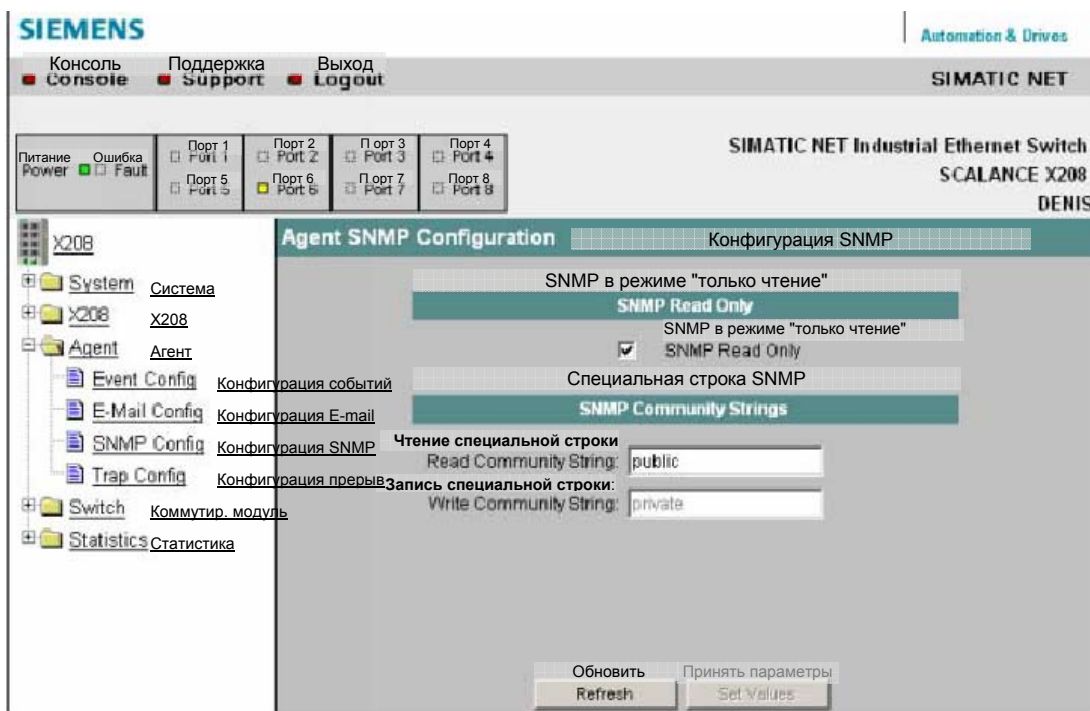 SIEMENS
Automation & Drives
Консоль Поддержка Выход
Console Support Logout
SIMATIC NET
Порт 1 Порт 2 Порт 3 Порт 4
Питание Ошибка Port 1 Port 2 Port 3 Port 4
Power Fault
Порт 5 Порт 6 Порт 7 Порт 8
Port 5 Port 6 Port 7 Port 8
SIMATIC NET Industrial Ethernet Switch
SCALANCE X208
DENIS
X208
System Система
X208 X208
Agent Агент
Event Config Конфигурация событий
E-Mail Config Конфигурация E-mail
SNMP Config Конфигурация SNMP
Trap Config Конфигурация прерыв
Switch Коммутир. модуль
Statistics Статистика
Agent SNMP Configuration Конфигурация SNMP
SNMP в режиме "только чтение"
SNMP Read Only
SNMP в режиме "только чтение"
SNMP Read Only
Специальная строка SNMP
SNMP Community Strings
Чтение специальной строки
Read Community String: public
Запись специальной строки:
Write Community String: private
Обновить Принять параметры
Refresh Set Values